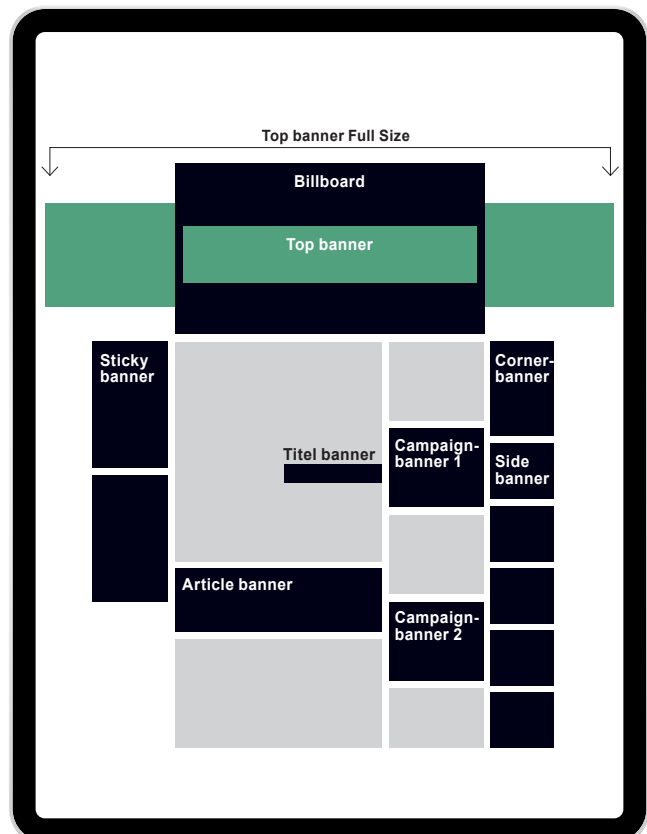 Top banner Full Size
Billboard
Top banner
Sticky
banner
Corner-
banner
Titel banner
Campaign-
banner 1
Side
banner
Article banner
Campaign-
banner 2